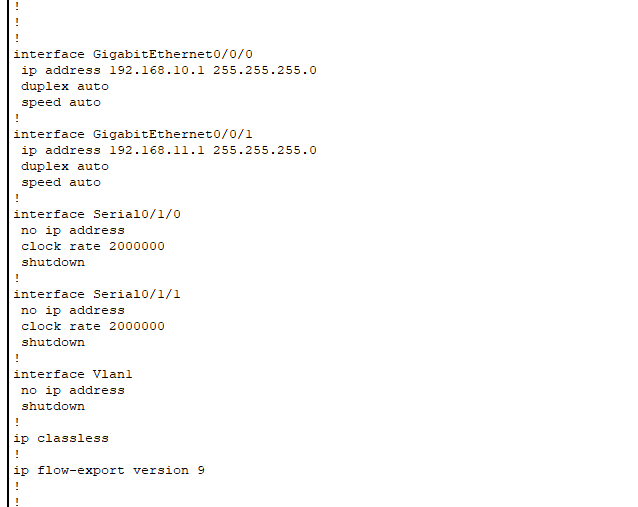 !
!
!
interface GigabitEthernet0/0/0
 ip address 192.168.10.1 255.255.255.0
 duplex auto
 speed auto
!
interface GigabitEthernet0/0/1
 ip address 192.168.11.1 255.255.255.0
 duplex auto
 speed auto
!
interface Serial0/1/0
 no ip address
 clock rate 2000000
 shutdown
!
interface Serial0/1/1
 no ip address
 clock rate 2000000
 shutdown
!
interface Vlan1
 no ip address
 shutdown
!
ip classless
!
ip flow-export version 9
!
!